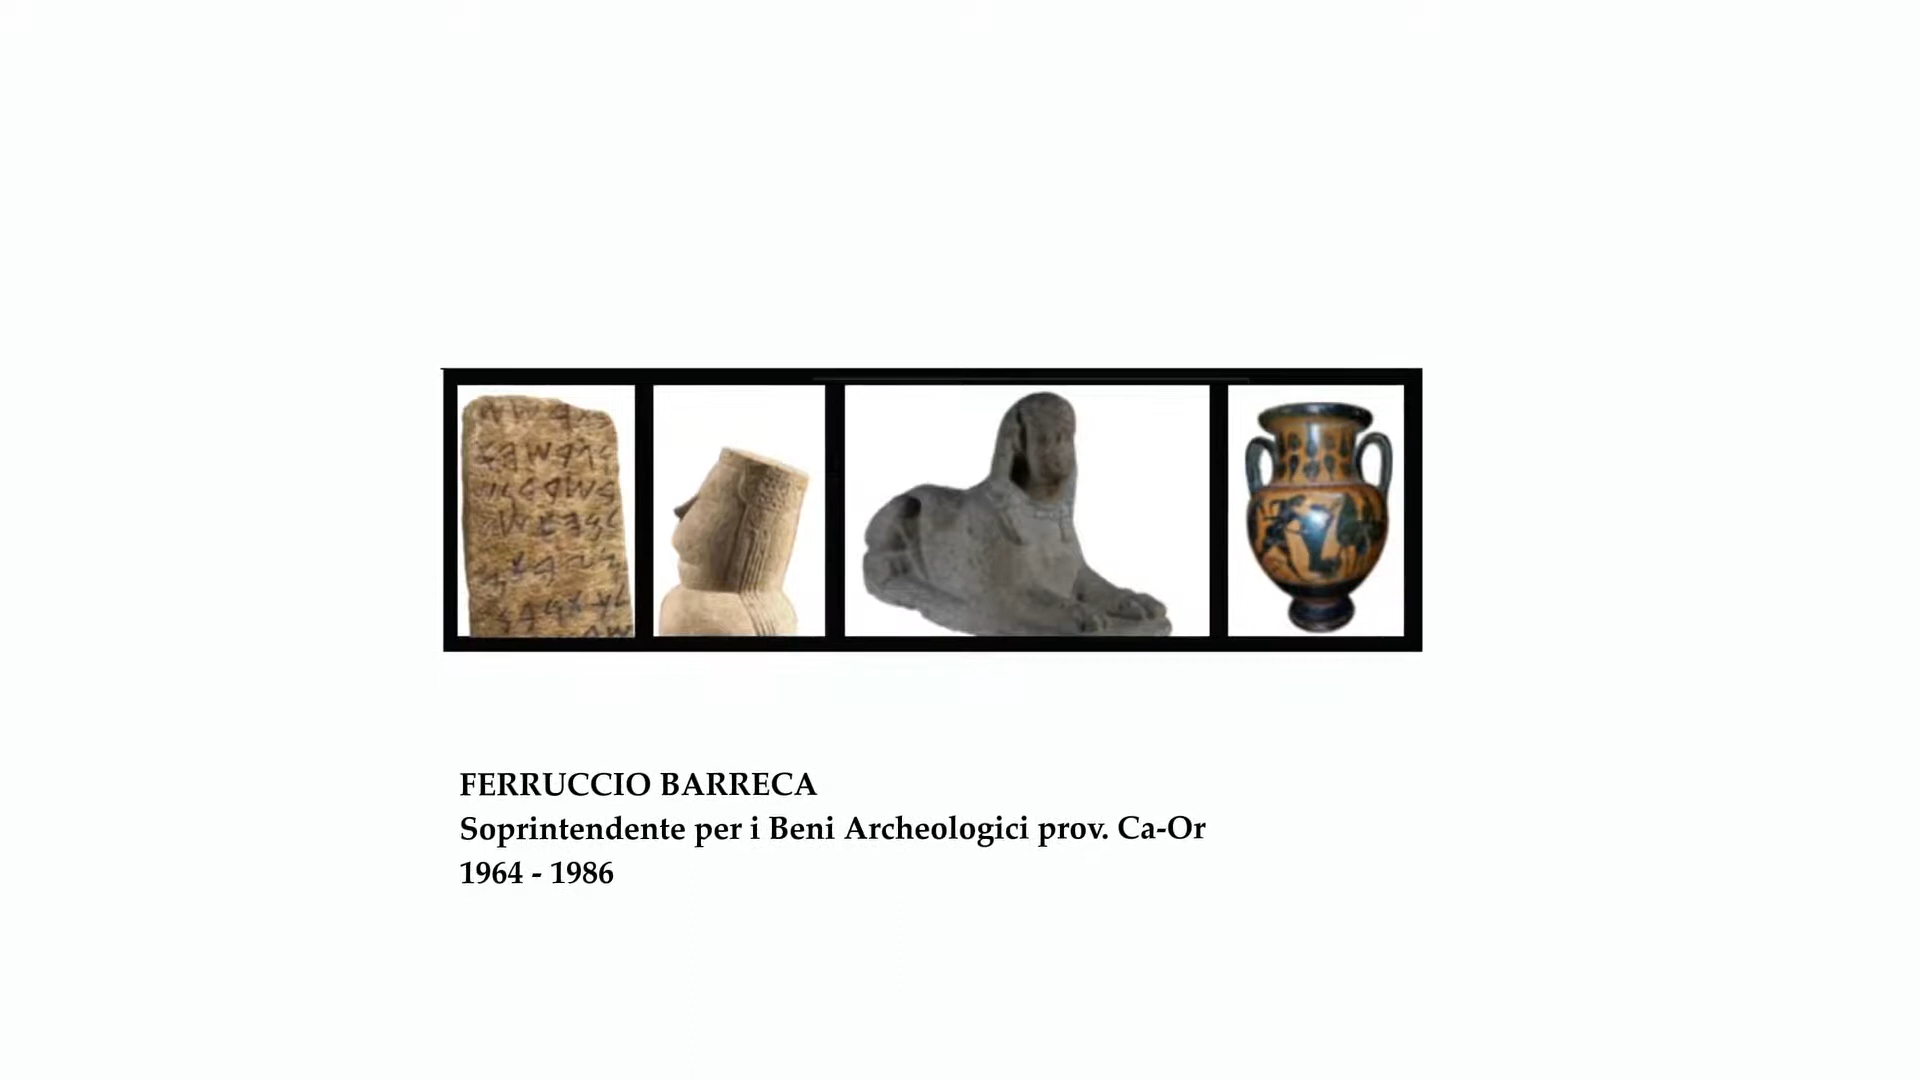 FERRUCCIO BARRECA
Soprintendente per i Beni Archeologici prov. Ca-Or
1964 - 1986